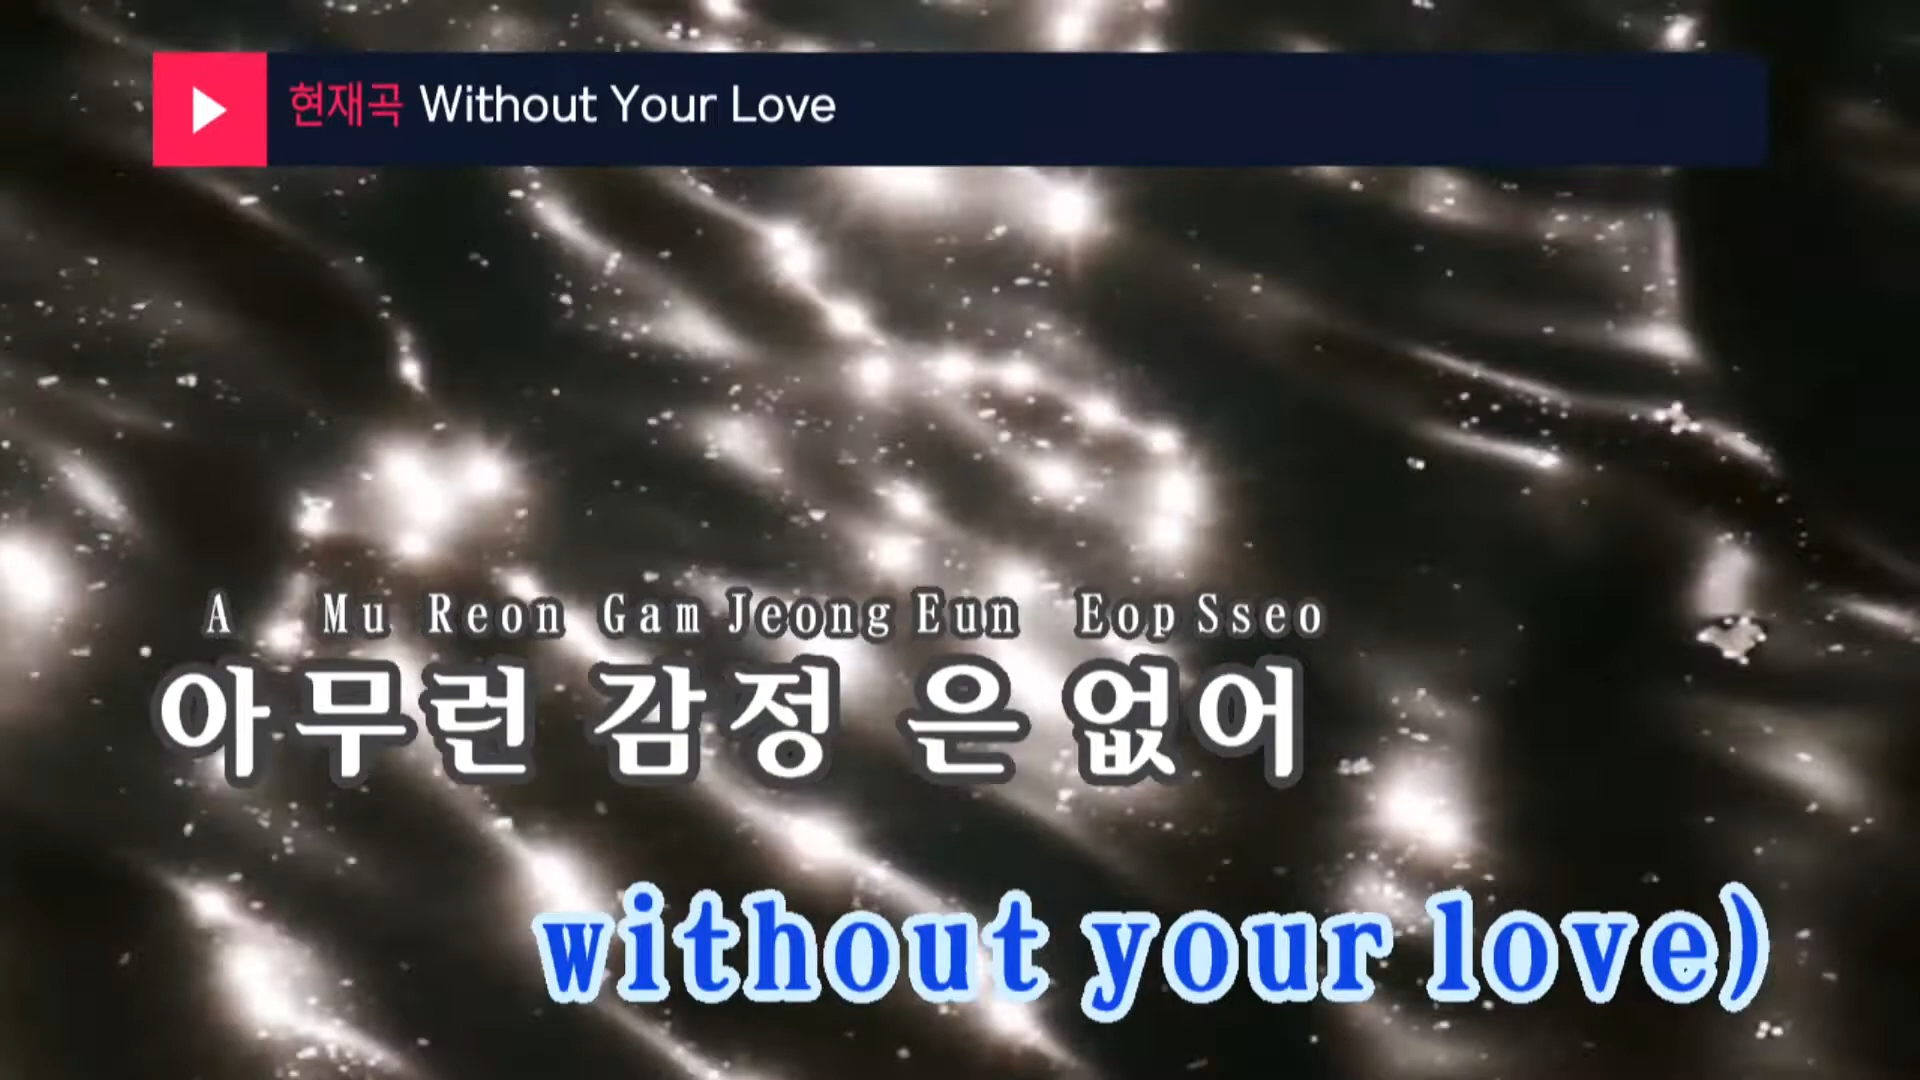 현재곡 Without Your Love
A Mu Reon Gam Jeong Eun Eop Sseo
아무런 감정은 없어
without your love)